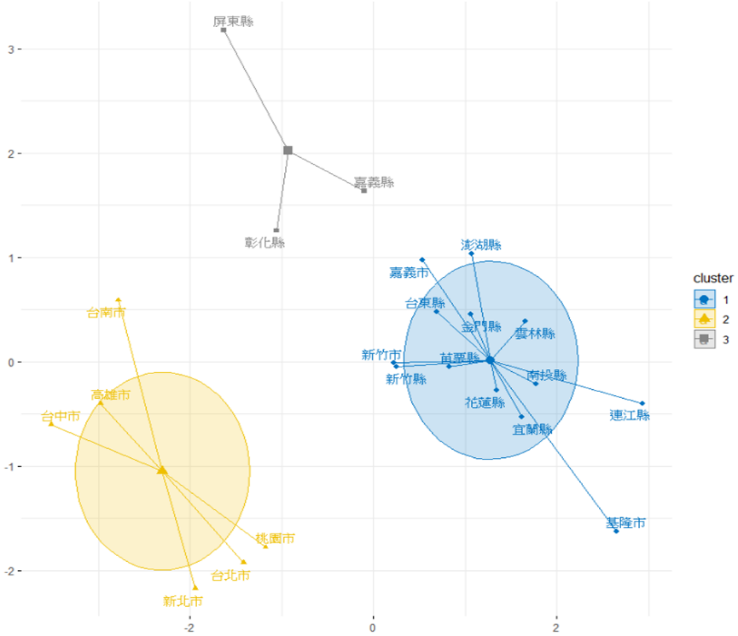 屏東縣
3
嘉義縣
2
彰化縣
澎湖縣
嘉義市
1
cluster
台東縣
1
金門縣
2
台南市
雲林縣
3
新竹市
苗栗縣
0
新竹縣
南投縣
高雄市
花蓮縣
台中市
連江縣
宜蘭縣
-1
基隆市
桃園市
台北市
-2
新北市
-2
0
2